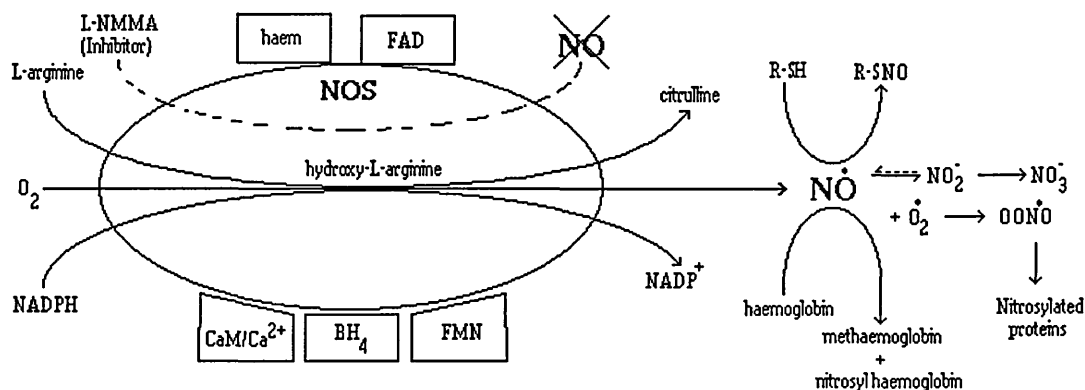 L-NMMA
(Inhibitor)
haem
FAD
NO
R-SH
R-SNO
L-arginine
NOS
citrulline
hydroxy-L-arginine
O2
NȮ
NO2-
NO3-
+ Ȯ2
OONȮ
NADPH
NADP+
haemoglobin
Nitrosylated
proteins
CaM/Ca2+
BH4
FMN
methaemoglobin
+
nitrosyl haemoglobin